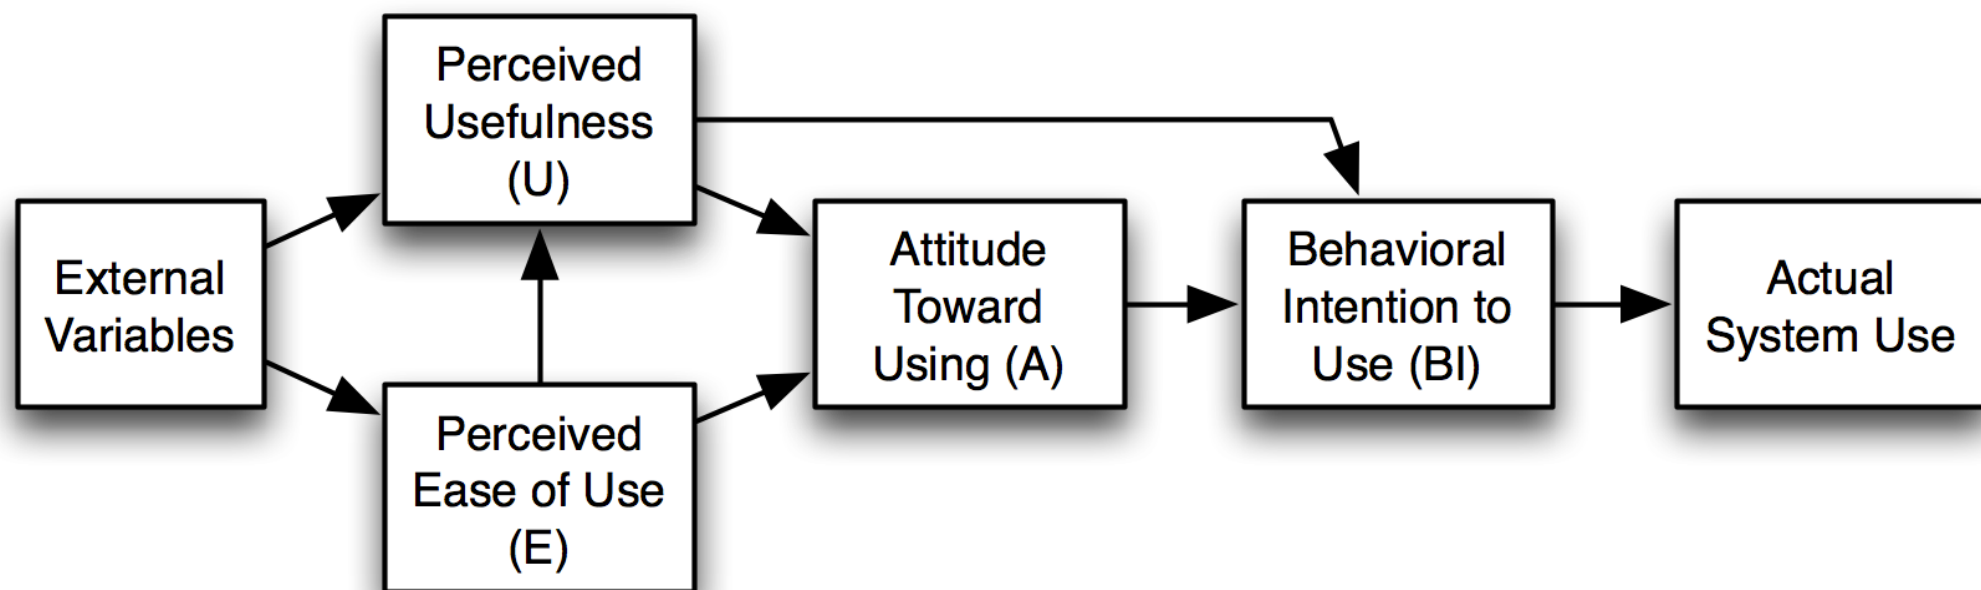 Perceived
Usefulness
(U)
External
Variables
Perceived
Ease of Use
(E)
Attitude
Toward
Using (A)
Behavioral
Intention to
Use (BI)
Actual
System Use